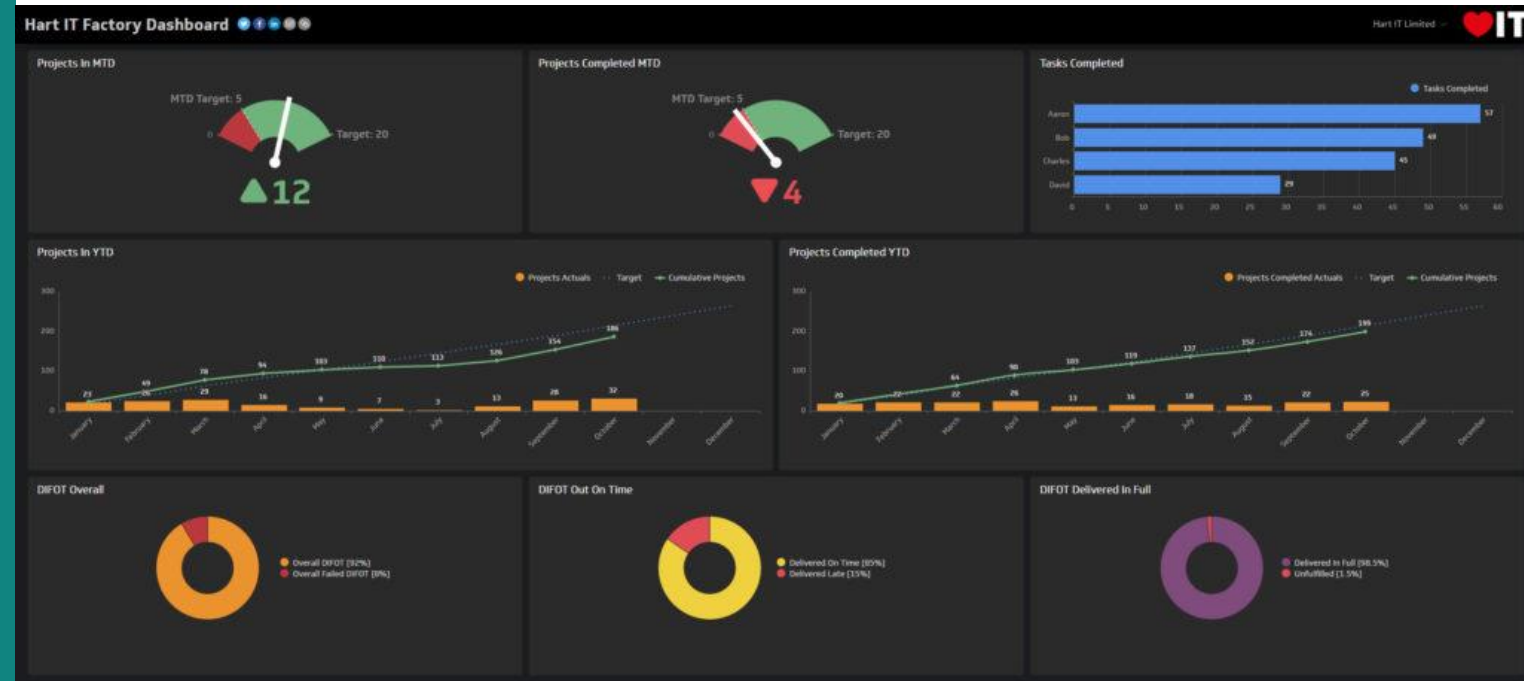 Hart IT Factory Dashboard
Hart IT Limited
IT
Projects In MTD
MTD Target: 5
0
Target: 20
12
Projects Completed MTD
MTD Target: 5
0
Target: 20
4
Tasks Completed
Tasks Completed
Aaron 57
Bob 49
Charles 45
David 29
0 5 10 15 20 25 30 35 40 45 50 55 60
Projects In YTD
Projects Actuals Target Cumulative Projects
300
200
100
0
23 49 78 94 103 110 113 126 154 186
26 29 16 9 7 3 13 28 32
January February March April May June July August September October November December
Projects Completed YTD
Projects Completed Actuals Target Cumulative Projects
300
200
100
0
64 90 103 119 137 152 174 199
20 22 22 26 13 16 18 15 22 25
January February March April May June July August September October November December
DIFOT Overall
Overall DIFOT [92%]
Overall Failed DIFOT [8%]
DIFOT Out On Time
Delivered On Time [85%]
Delivered Late [15%]
DIFOT Delivered In Full
Delivered In Full [98.5%]
Unfulfilled [1.5%]